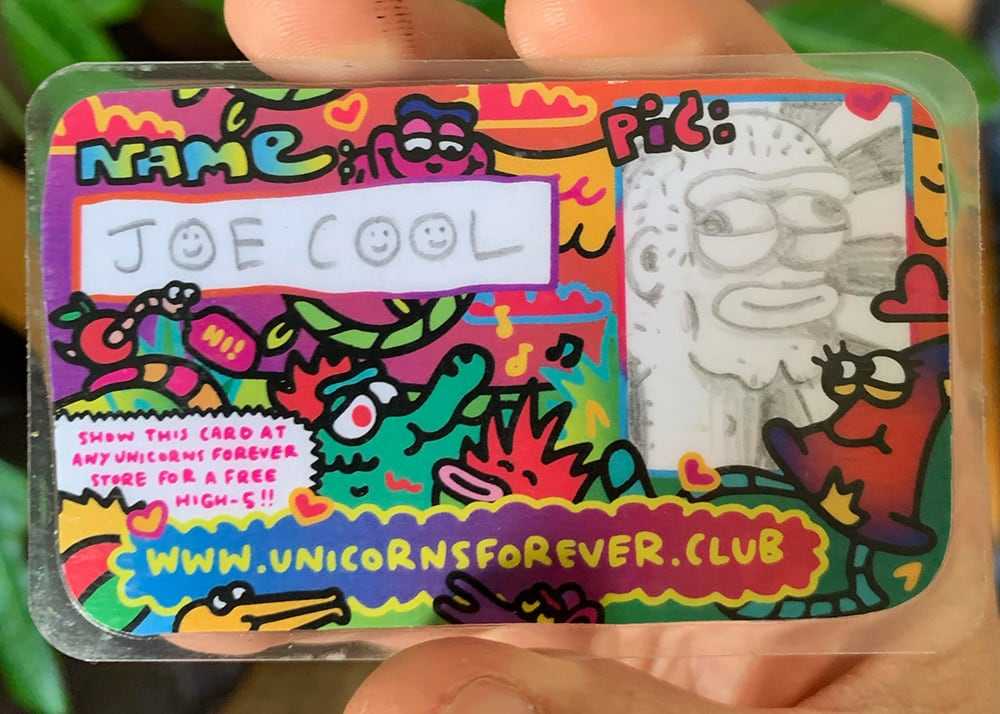 NAME:
PIC:
JOE COOL
HI!
SHOW THIS CARD AT
ANY UNICORNS FOREVER
STORE FOR A FREE
HIGH-5!!
WWW.UNICORNSFOREVER.CLUB